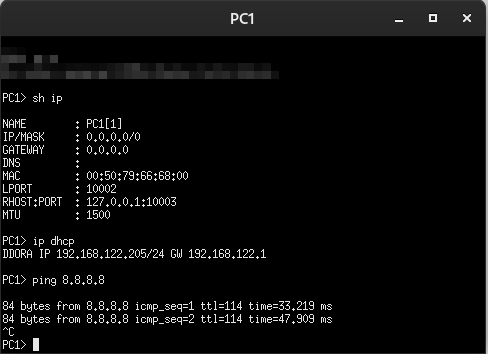 PC1
PC1> sh ip
NAME        : PC1[1]
IP/MASK     : 0.0.0.0/0
GATEWAY     : 0.0.0.0
DNS         :
MAC         : 00:50:79:66:68:00
LPORT       : 10002
RHOST:PORT  : 127.0.0.1:10003
MTU         : 1500
PC1> ip dhcp
DDORA IP 192.168.122.205/24 GW 192.168.122.1
PC1> ping 8.8.8.8
84 bytes from 8.8.8.8 icmp_seq=1 ttl=114 time=33.219 ms
84 bytes from 8.8.8.8 icmp_seq=2 ttl=114 time=47.909 ms
^C
PC1>